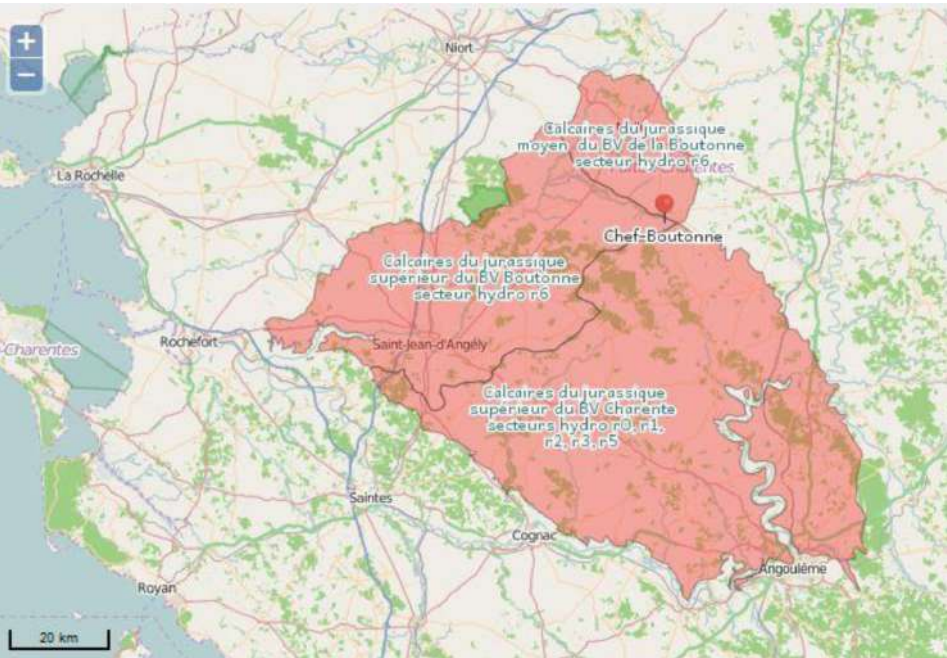 +
−
Niort
Calcaires du jurassique
moyen du BV de la Boutonne
secteur hydro r6
Charentes
La Rochelle
Chef-Boutonne
Calcaires du jurassique
supérieur du BV Boutonne
secteur hydro r6
-Charentes
Rochefort
Saint-Jean-d'Angély
Calcaires du jurassique
supérieur du BV Charente
secteurs hydro r0, r1,
r2, r3, r5
Saintes
Cognac
Angoulême
Royan
20 km